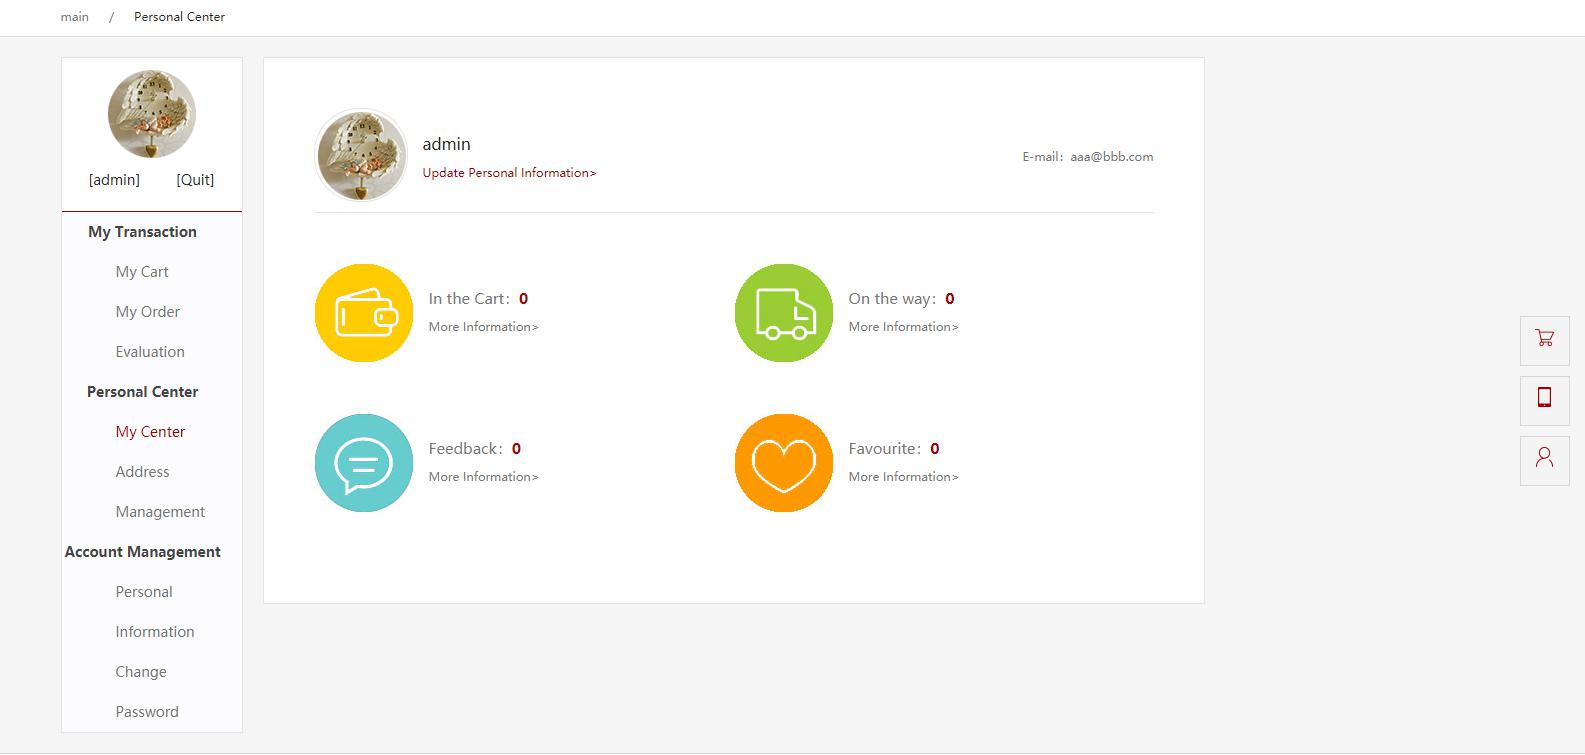 main / Personal Center
[admin] [Quit]
My Transaction
My Cart
My Order
Evaluation
Personal Center
My Center
Address
Management
Account Management
Personal
Information
Change
Password
admin
Update Personal Information>
E-mail：aaa@bbb.com
In the Cart：0
More Information>
On the way：0
More Information>
Feedback：0
More Information>
Favourite：0
More Information>